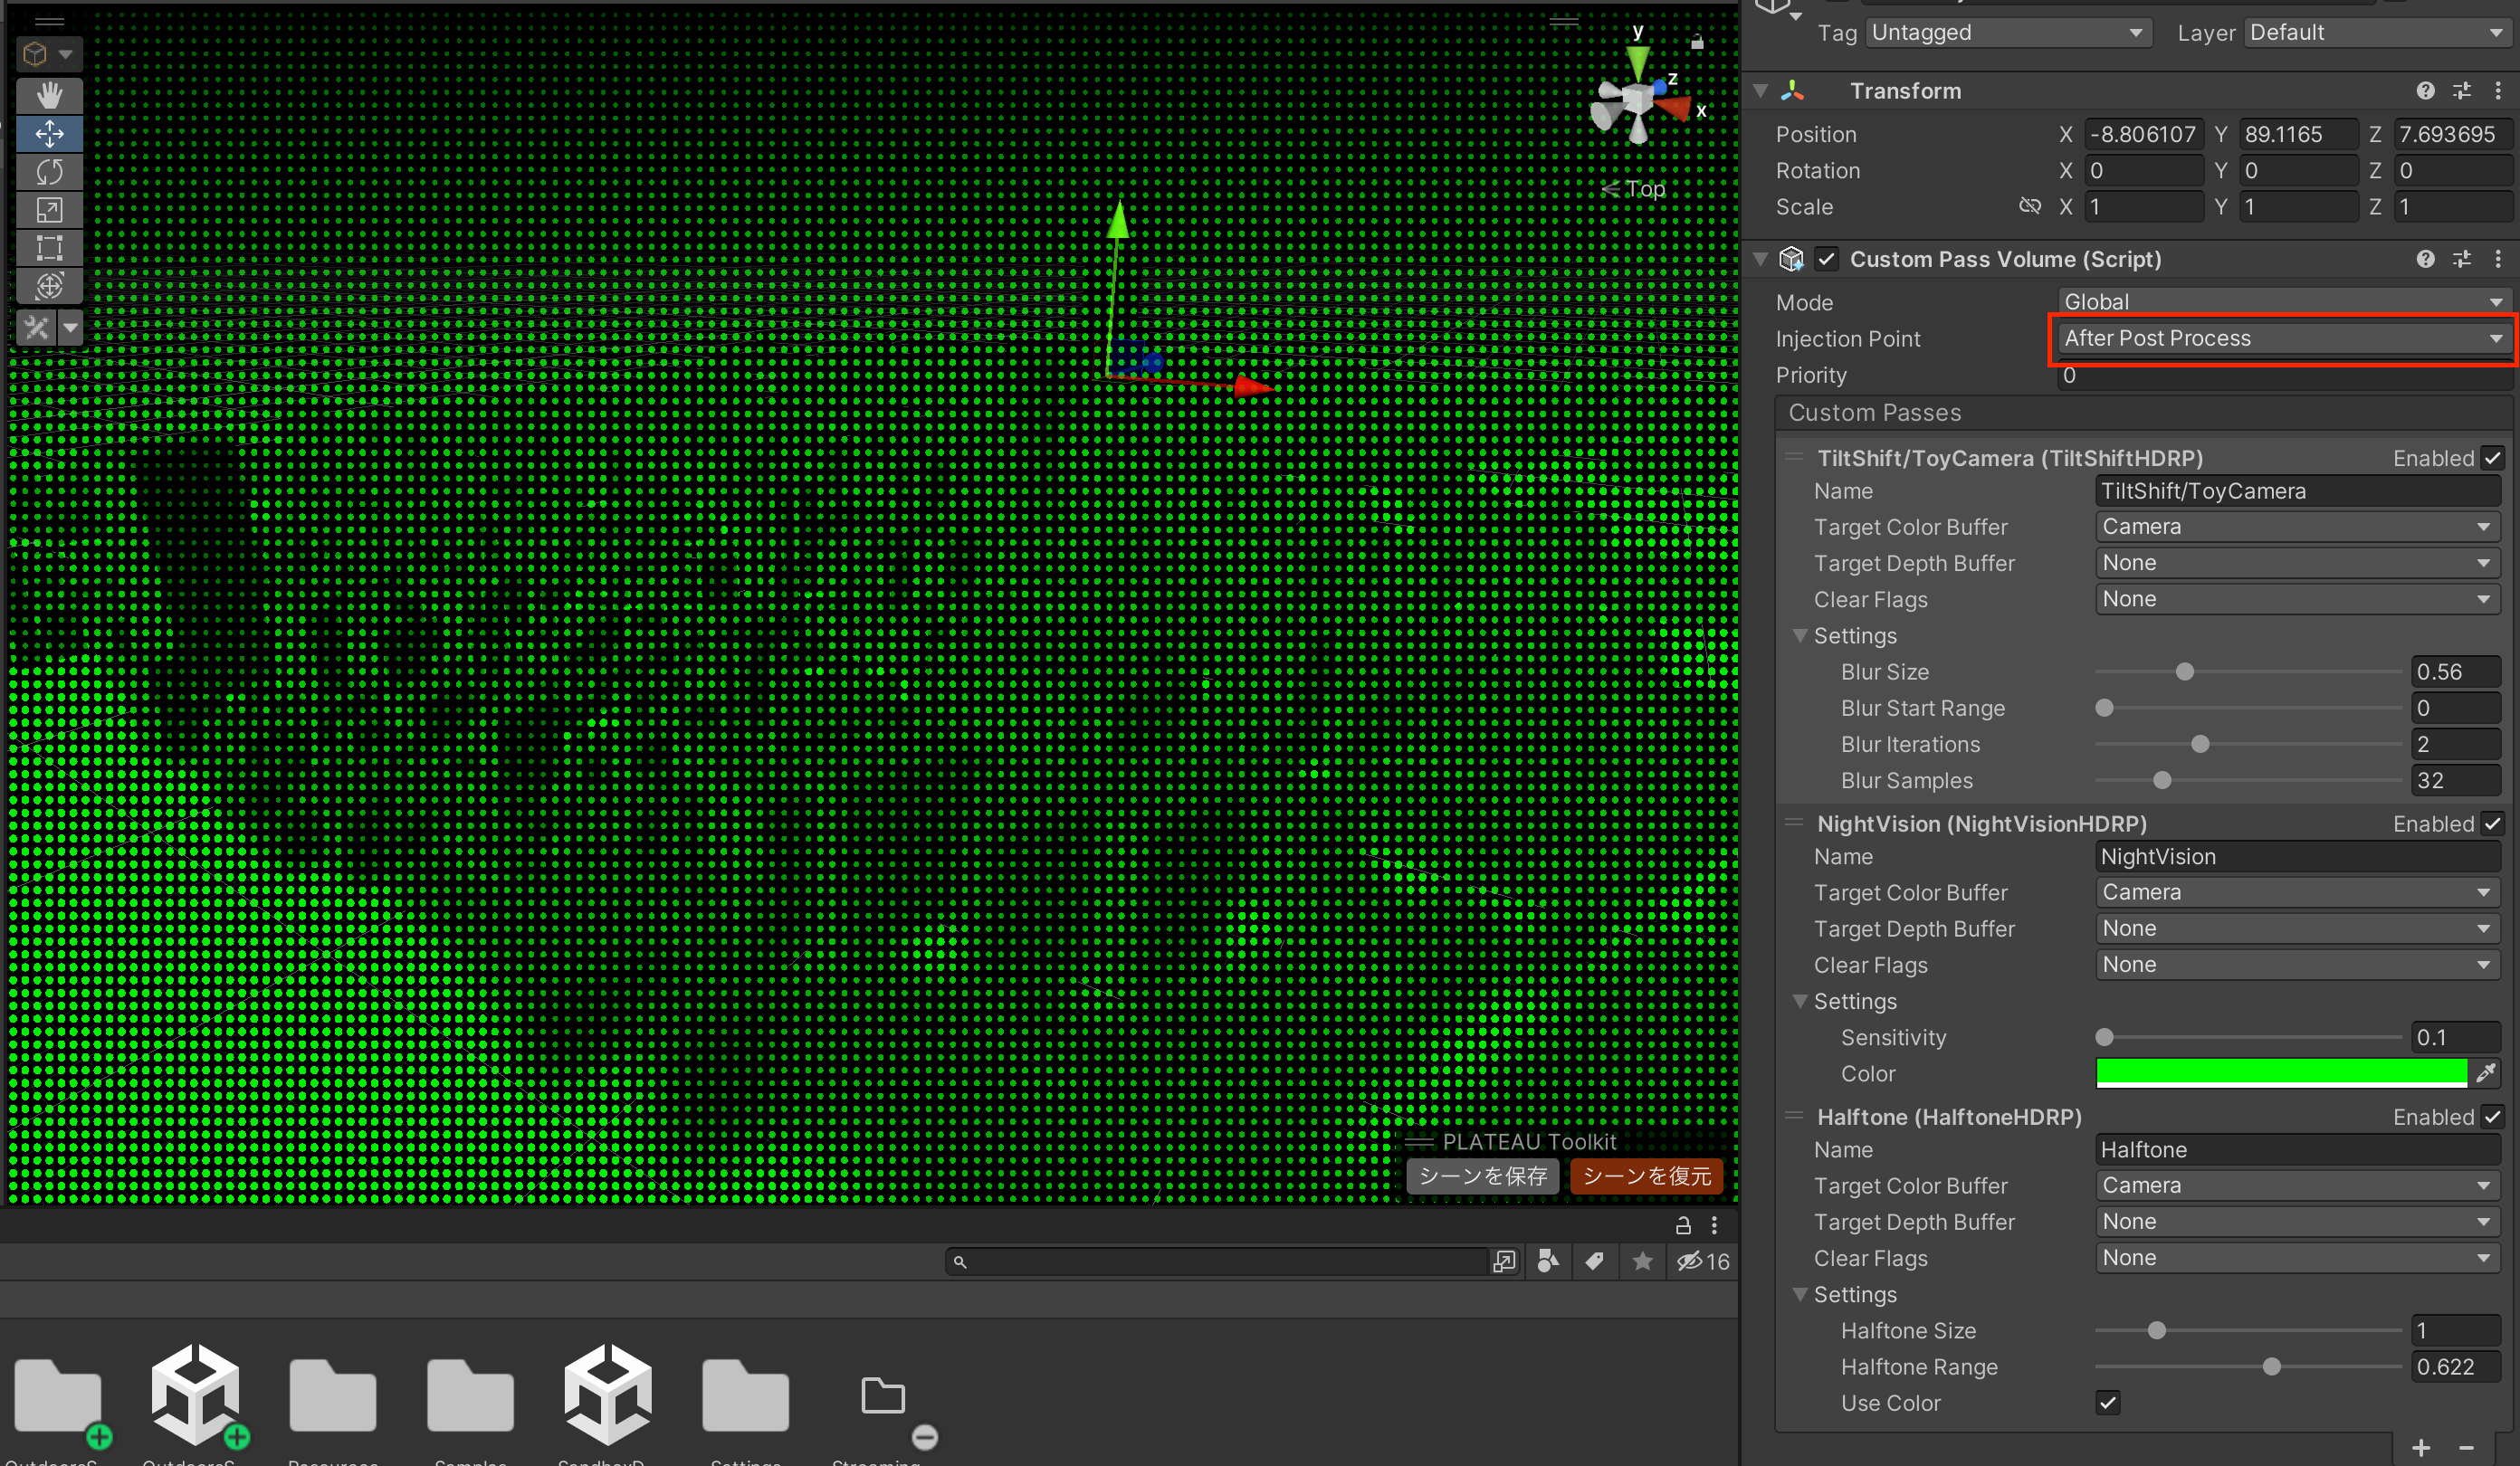 Tag Untagged Layer Default
y
z
x
Top
Transform
Position X -8.806107 Y 89.1165 Z 7.693695
Rotation X 0 Y 0 Z 0
Scale X 1 Y 1 Z 1
Custom Pass Volume (Script)
Mode Global
Injection Point After Post Process
Priority 0
Custom Passes
TiltShift/ToyCamera (TiltShiftHDRP) Enabled
Name TiltShift/ToyCamera
Target Color Buffer Camera
Target Depth Buffer None
Clear Flags None
Settings
Blur Size 0.56
Blur Start Range 0
Blur Iterations 2
Blur Samples 32
NightVision (NightVisionHDRP) Enabled
Name NightVision
Target Color Buffer Camera
Target Depth Buffer None
Clear Flags None
Settings
Sensitivity 0.1
Color
Halftone (HalftoneHDRP) Enabled
Name Halftone
Target Color Buffer Camera
Target Depth Buffer None
Clear Flags None
Settings
Halftone Size 1
Halftone Range 0.622
Use Color
PLATEAU Toolkit
シーンを保存 シーンを復元
16